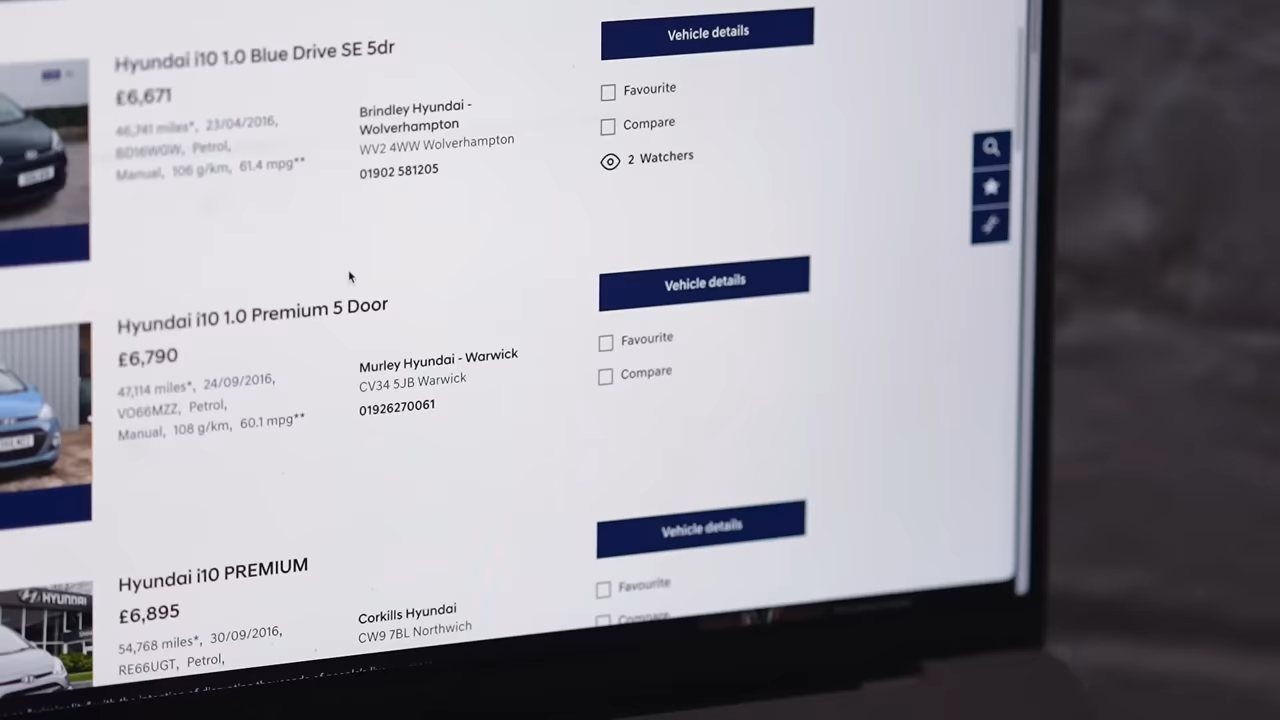 Hyundai i10 1.0 Blue Drive SE 5dr
£6,671
46,741 miles*, 23/04/2016,
BD16WGW, Petrol,
Manual, 106 g/km, 61.4 mpg**
Brindley Hyundai -
Wolverhampton
WV2 4WW Wolverhampton
01902 581205
Vehicle details
Favourite
Compare
2 Watchers
Hyundai i10 1.0 Premium 5 Door
£6,790
47,114 miles*, 24/09/2016,
VO66MZZ, Petrol,
Manual, 108 g/km, 60.1 mpg**
Murley Hyundai - Warwick
CV34 5JB Warwick
01926270061
Vehicle details
Favourite
Compare
HYUNDAI
Hyundai i10 PREMIUM
£6,895
54,768 miles*, 30/09/2016,
RE66UGT, Petrol,
Corkills Hyundai
CW9 7BL Northwich
Vehicle details
Favourite
Compare